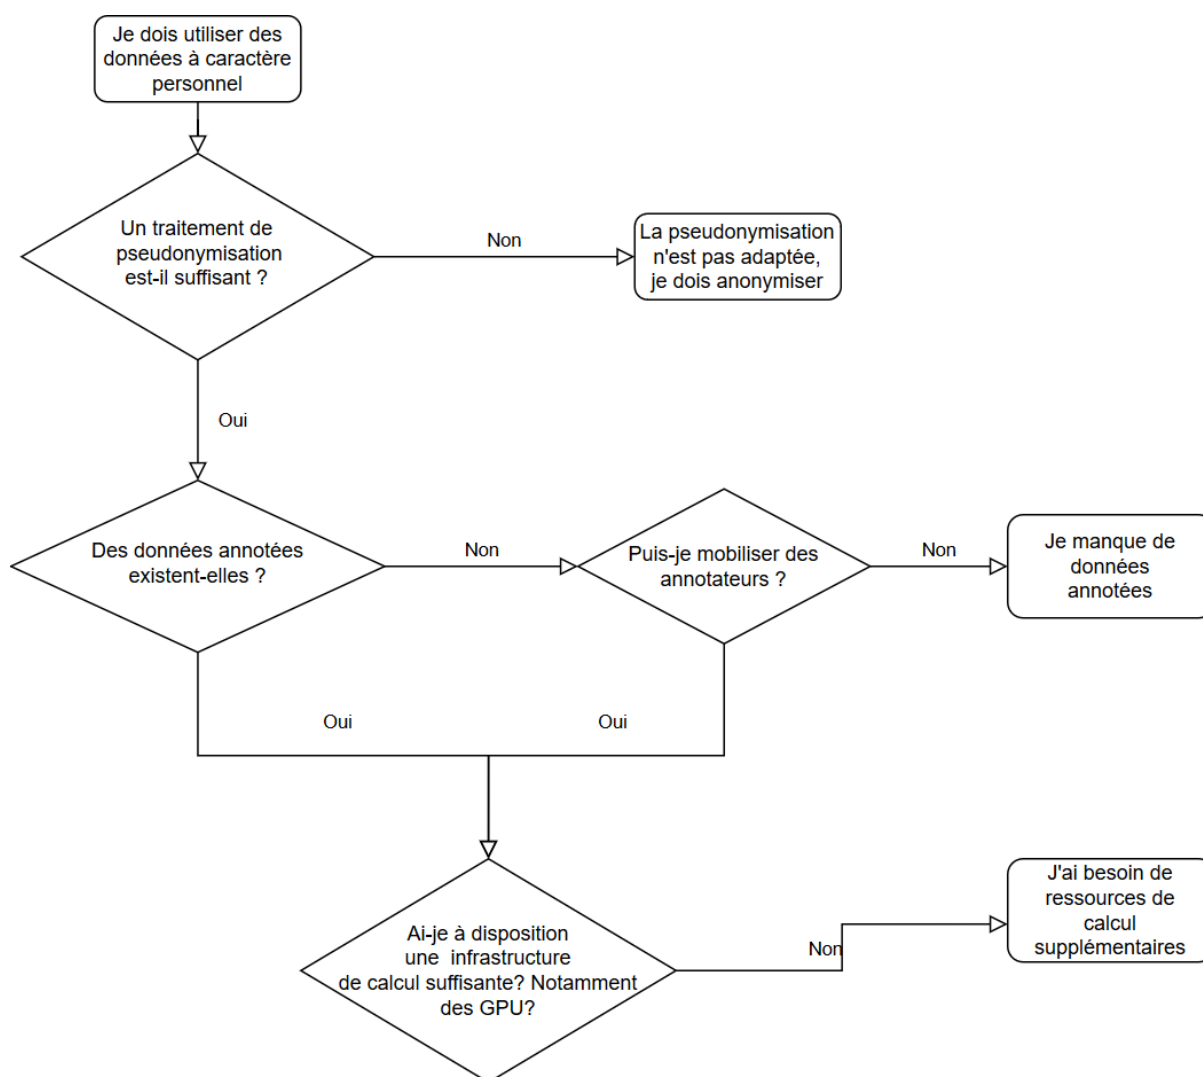 Je dois utiliser des
données à caractère
personnel
Un traitement de
pseudonymisation
est-il suffisant ?
Non
La pseudonymisation
n'est pas adaptée,
je dois anonymiser
Oui
Des données annotées
existent-elles ?
Non
Puis-je mobiliser des
annotateurs ?
Non
Je manque de
données
annotées
Oui
Oui
Ai-je à disposition
une infrastructure
de calcul suffisante? Notamment
des GPU?
Non
J'ai besoin de
ressources de
calcul
supplémentaires